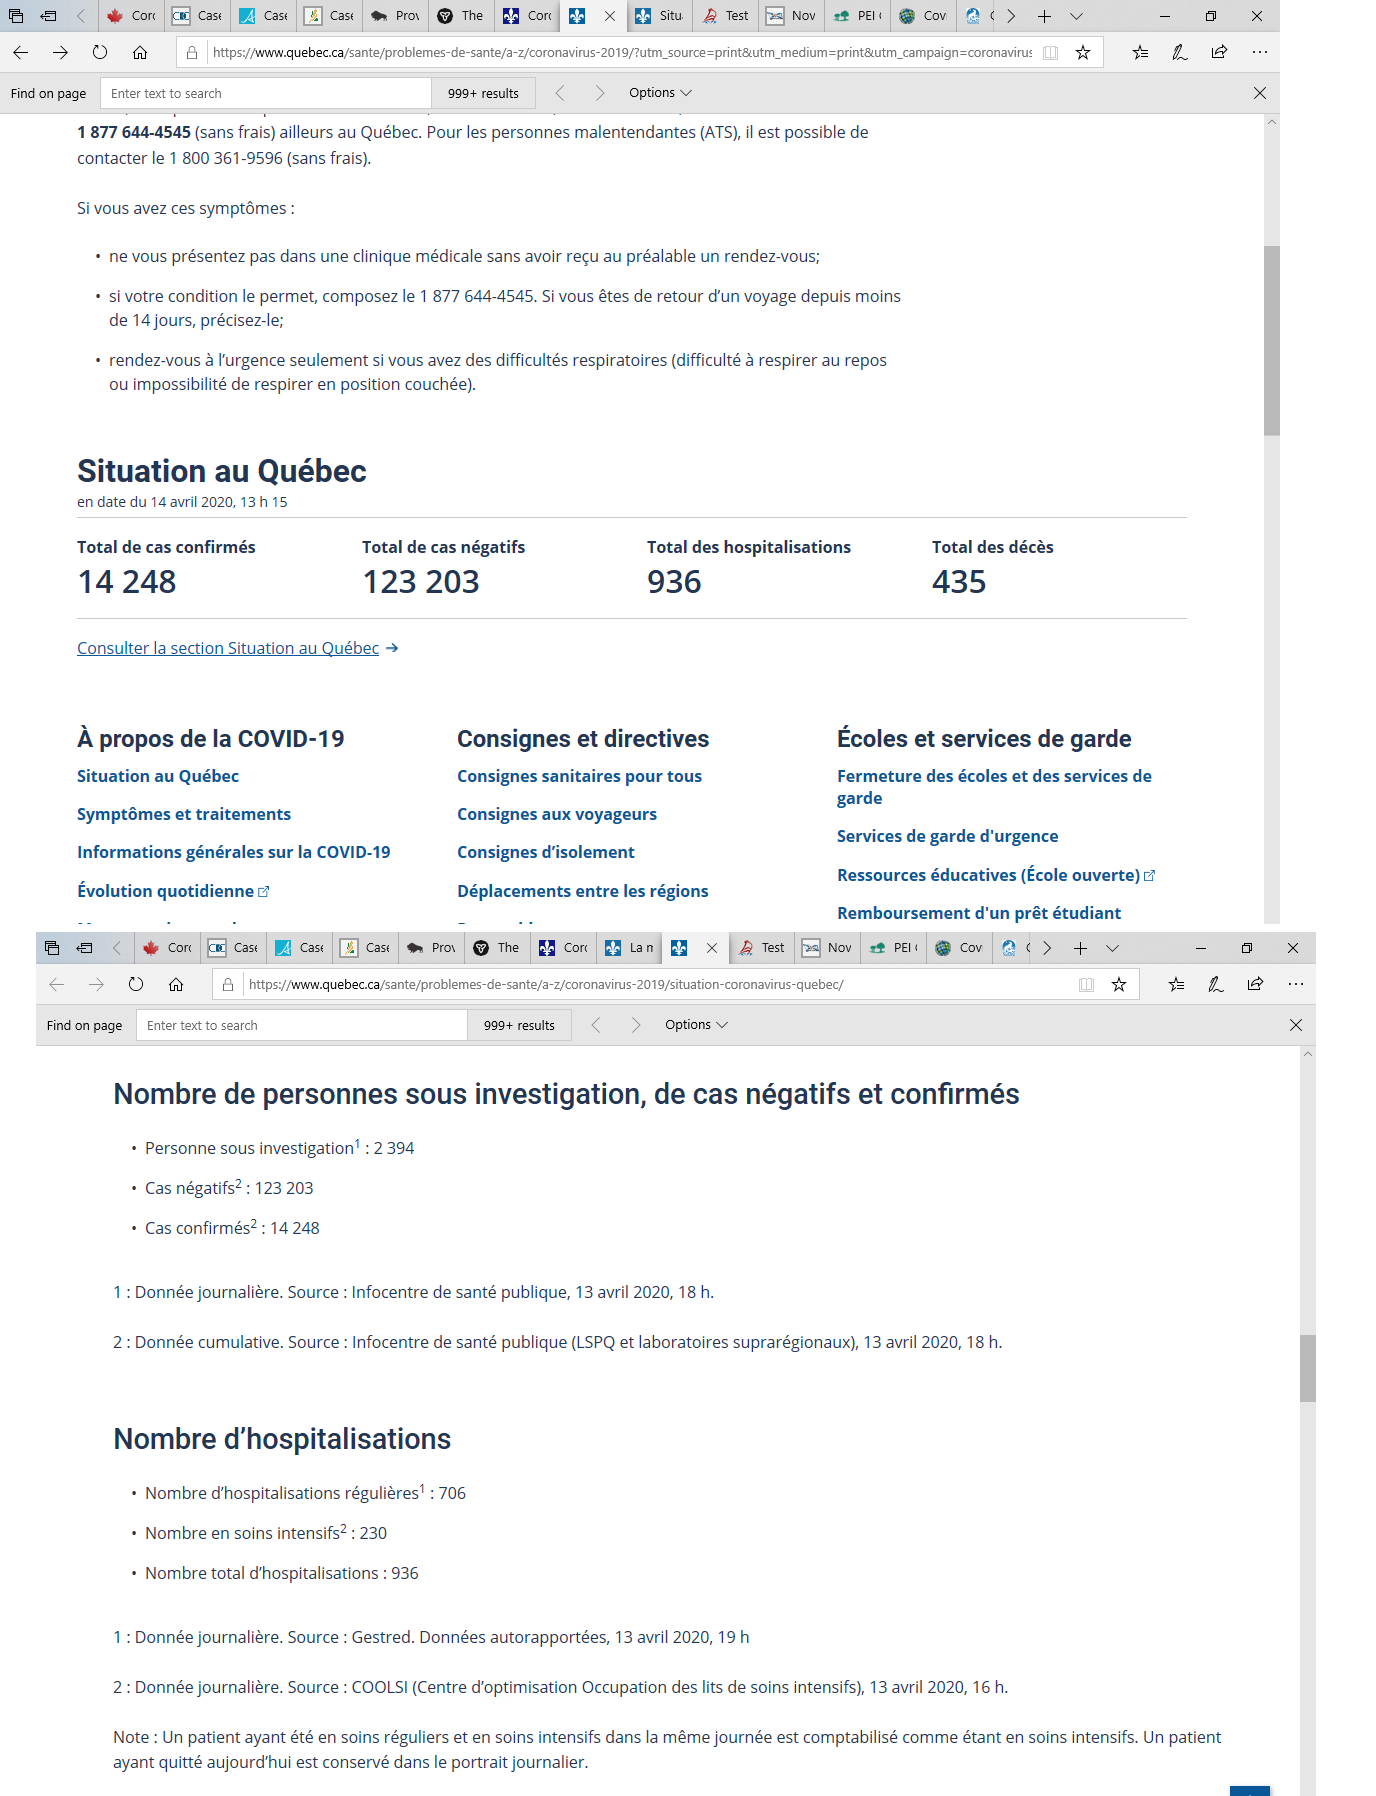 Corc
Case
Case
Case
Prov
The
Corc
Situ
Test
Nov
PEI
Cov
https://www.quebec.ca/sante/problemes-de-sante/a-z/coronavirus-2019/?utm_source=print&utm_medium=print&utm_campaign=coronavirus
Find on page
Enter text to search
999+ results
Options
1 877 644-4545 (sans frais) ailleurs au Québec. Pour les personnes malentendantes (ATS), il est possible de
contacter le 1 800 361-9596 (sans frais).
Si vous avez ces symptômes :
• ne vous présentez pas dans une clinique médicale sans avoir reçu au préalable un rendez-vous;
• si votre condition le permet, composez le 1 877 644-4545. Si vous êtes de retour d’un voyage depuis moins
de 14 jours, précisez-le;
• rendez-vous à l’urgence seulement si vous avez des difficultés respiratoires (difficulté à respirer au repos
ou impossibilité de respirer en position couchée).
Situation au Québec
en date du 14 avril 2020, 13 h 15
Total de cas confirmés
14 248
Total de cas négatifs
123 203
Total des hospitalisations
936
Total des décès
435
Consulter la section Situation au Québec →
À propos de la COVID-19
Situation au Québec
Symptômes et traitements
Informations générales sur la COVID-19
Évolution quotidienne
Consignes et directives
Consignes sanitaires pour tous
Consignes aux voyageurs
Consignes d’isolement
Déplacements entre les régions
Écoles et services de garde
Fermeture des écoles et des services de
garde
Services de garde d'urgence
Ressources éducatives (École ouverte)
Remboursement d'un prêt étudiant
Corc
Case
Case
Case
Prov
The
Corc
La m
Test
Nov
PEI
Cov
https://www.quebec.ca/sante/problemes-de-sante/a-z/coronavirus-2019/situation-coronavirus-quebec/
Find on page
Enter text to search
999+ results
Options
Nombre de personnes sous investigation, de cas négatifs et confirmés
• Personne sous investigation1 : 2 394
• Cas négatifs2 : 123 203
• Cas confirmés2 : 14 248
1 : Donnée journalière. Source : Infocentre de santé publique, 13 avril 2020, 18 h.
2 : Donnée cumulative. Source : Infocentre de santé publique (LSPQ et laboratoires suprarégionaux), 13 avril 2020, 18 h.
Nombre d’hospitalisations
• Nombre d’hospitalisations régulières1 : 706
• Nombre en soins intensifs2 : 230
• Nombre total d’hospitalisations : 936
1 : Donnée journalière. Source : Gestred. Données autorapportées, 13 avril 2020, 19 h
2 : Donnée journalière. Source : COOLSI (Centre d’optimisation Occupation des lits de soins intensifs), 13 avril 2020, 16 h.
Note : Un patient ayant été en soins réguliers et en soins intensifs dans la même journée est comptabilisé comme étant en soins intensifs. Un patient
ayant quitté aujourd’hui est conservé dans le portrait journalier.